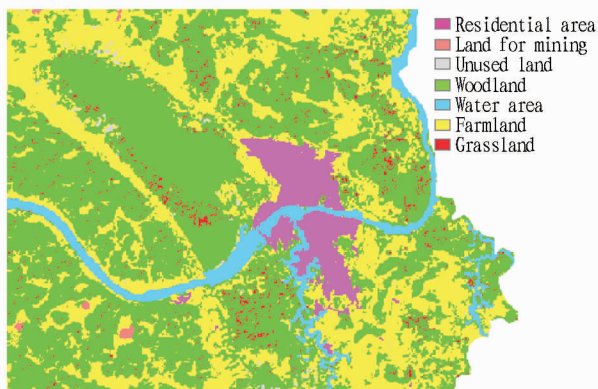 Residential area
Land for mining
Unused land
Woodland
Water area
Farmland
Grassland